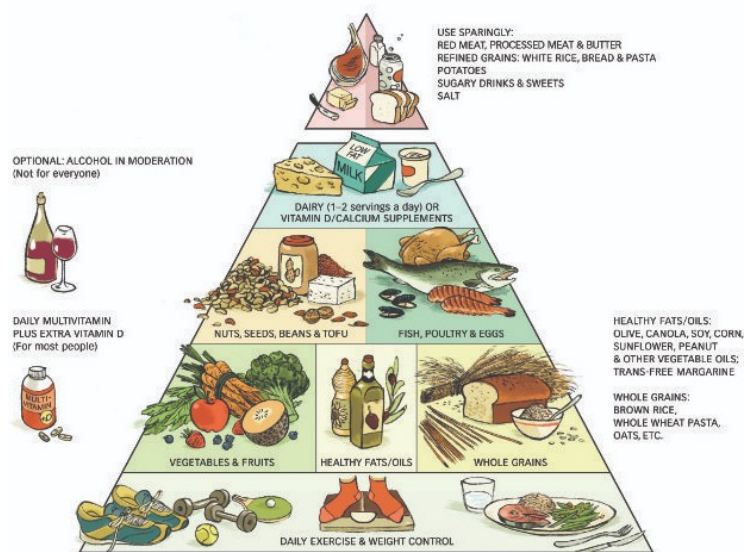 USE SPARINGLY:
RED MEAT, PROCESSED MEAT & BUTTER
REFINED GRAINS: WHITE RICE, BREAD & PASTA
POTATOES
SUGARY DRINKS & SWEETS
SALT
OPTIONAL: ALCOHOL IN MODERATION
(Not for everyone)
LOW
FAT
MILK
DAIRY (1–2 servings a day) OR
VITAMIN D/CALCIUM SUPPLEMENTS
NUTS, SEEDS, BEANS & TOFU
FISH, POULTRY & EGGS
DAILY MULTIVITAMIN
PLUS EXTRA VITAMIN D
(For most people)
MULTI-
VITAMIN
+D
HEALTHY FATS/OILS:
OLIVE, CANOLA, SOY, CORN,
SUNFLOWER, PEANUT
& OTHER VEGETABLE OILS;
TRANS-FREE MARGARINE
WHOLE GRAINS:
BROWN RICE,
WHOLE WHEAT PASTA,
OATS, ETC.
VEGETABLES & FRUITS
HEALTHY FATS/OILS
WHOLE GRAINS
DAILY EXERCISE & WEIGHT CONTROL